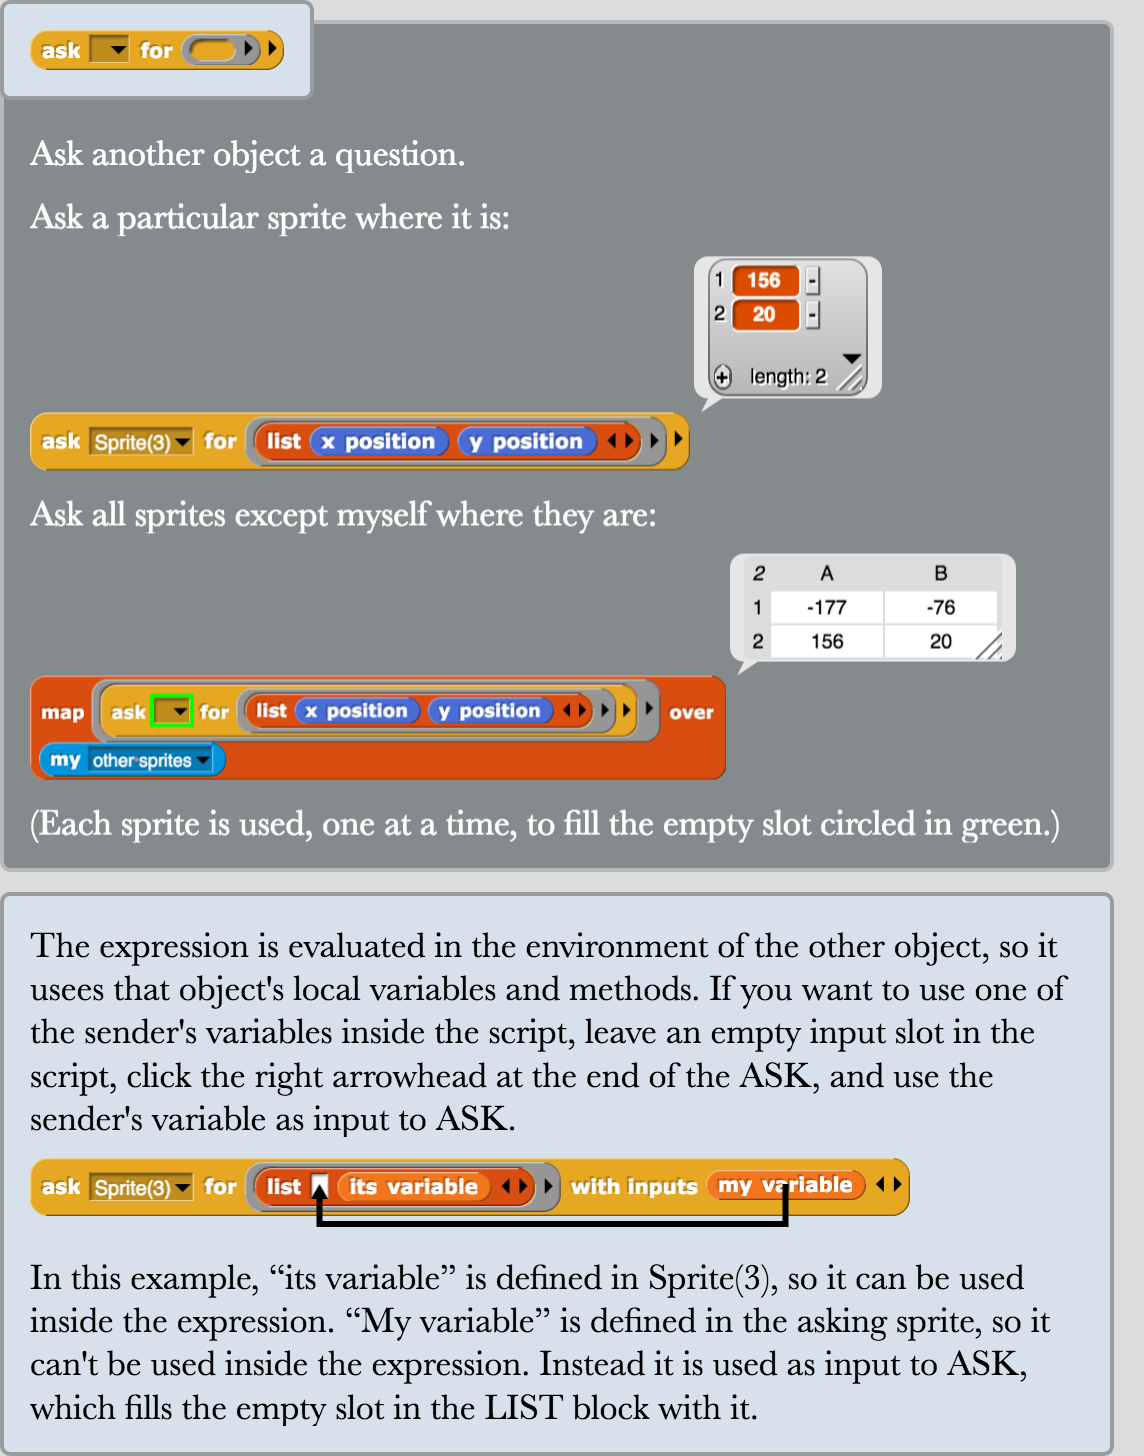 ask for
Ask another object a question.
Ask a particular sprite where it is:
1 156 -
2 20 -
+ length: 2
ask Sprite(3) for list x position y position
Ask all sprites except myself where they are:
2 A B
1 -177 -76
2 156 20
map ask for list x position y position over
my other sprites
(Each sprite is used, one at a time, to fill the empty slot circled in green.)
The expression is evaluated in the environment of the other object, so it
usees that object's local variables and methods. If you want to use one of
the sender's variables inside the script, leave an empty input slot in the
script, click the right arrowhead at the end of the ASK, and use the
sender's variable as input to ASK.
ask Sprite(3) for list its variable with inputs my variable
In this example, “its variable” is defined in Sprite(3), so it can be used
inside the expression. “My variable” is defined in the asking sprite, so it
can't be used inside the expression. Instead it is used as input to ASK,
which fills the empty slot in the LIST block with it.